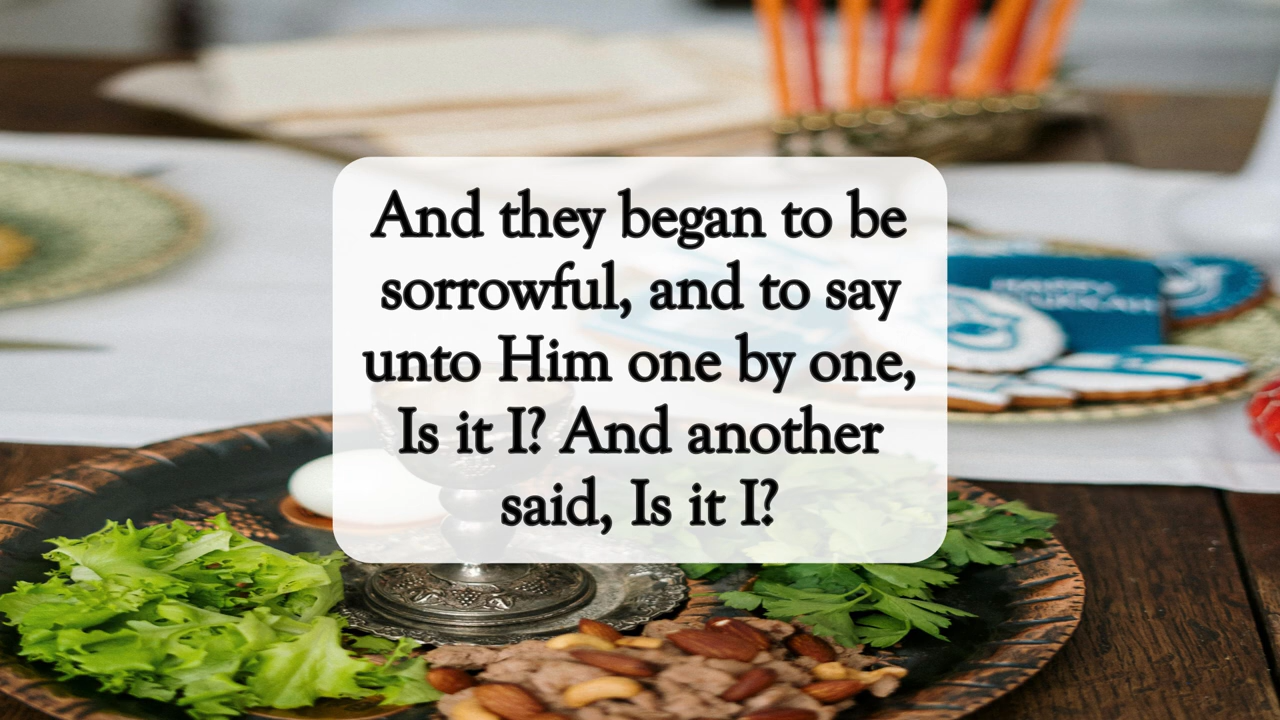 And they began to be
sorrowful, and to say
unto Him one by one,
Is it I? And another
said, Is it I?